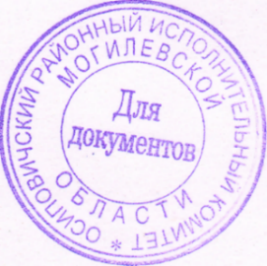 ОСИПОВИЧСКИЙ РАЙОННЫЙ ИСПОЛНИТЕЛЬНЫЙ КОМИТЕТ *
МОГИЛЕВСКОЙ
ОБЛАСТИ
Для
документов